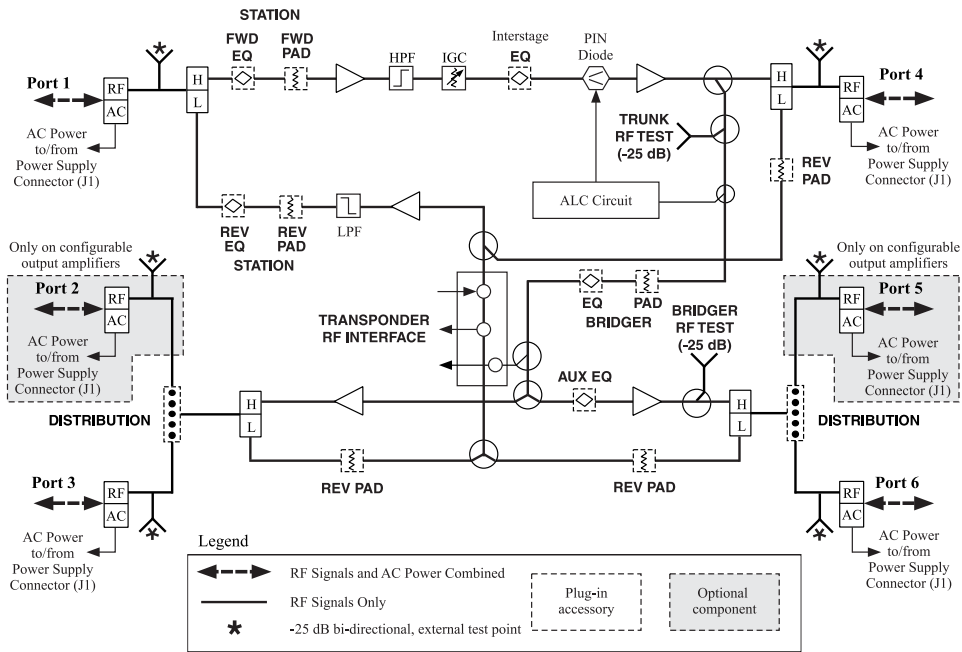 STATION
FWD
EQ
FWD
PAD
HPF
IGC
Interstage
EQ
PIN
Diode
Port 1
RF
AC
H
L
H
L
RF
AC
Port 4
AC Power
to/from
Power Supply
Connector (J1)
TRUNK
RF TEST
(-25 dB)
AC Power
to/from
Power Supply
Connector (J1)
REV
PAD
ALC Circuit
REV
EQ
REV
PAD
LPF
STATION
Only on configurable
output amplifiers
Port 2
RF
AC
AC Power
to/from
Power Supply
Connector (J1)
TRANSPONDER
RF INTERFACE
EQ
PAD
BRIDGER
BRIDGER
RF TEST
(-25 dB)
Only on configurable
output amplifiers
RF
AC
Port 5
AC Power
to/from
Power Supply
Connector (J1)
DISTRIBUTION
H
L
AUX EQ
H
L
DISTRIBUTION
REV PAD
REV PAD
Port 3
RF
AC
AC Power
to/from
Power Supply
Connector (J1)
RF
AC
Port 6
AC Power
to/from
Power Supply
Connector (J1)
Legend
RF Signals and AC Power Combined
RF Signals Only
* -25 dB bi-directional, external test point
Plug-in
accessory
Optional
component